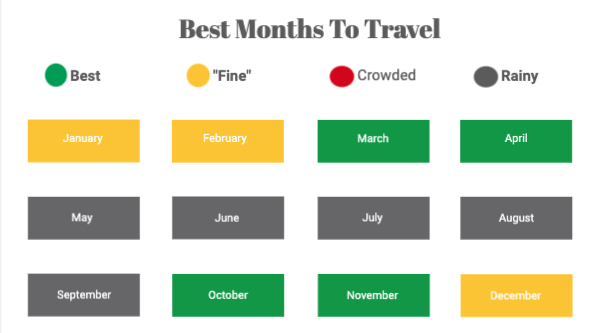 Best Months To Travel
Best "Fine" Crowded Rainy
January February March April
May June July August
September October November December